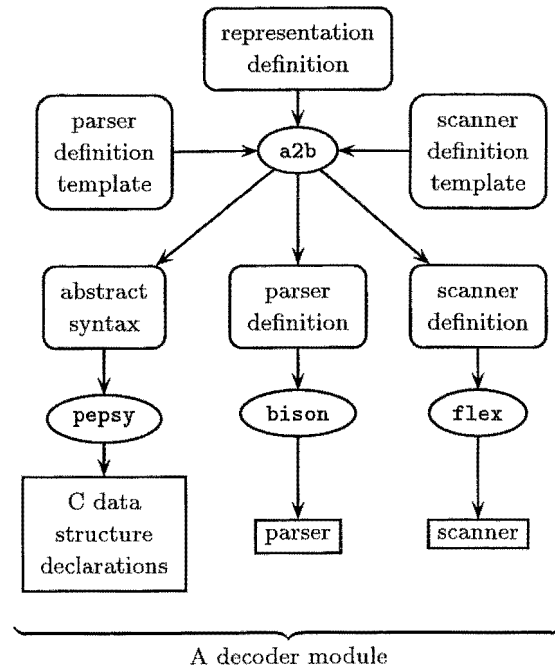 representation
definition
parser
definition
template
a2b
scanner
definition
template
abstract
syntax
parser
definition
scanner
definition
pepsy
bison
flex
C data
structure
declarations
parser
scanner
A decoder module